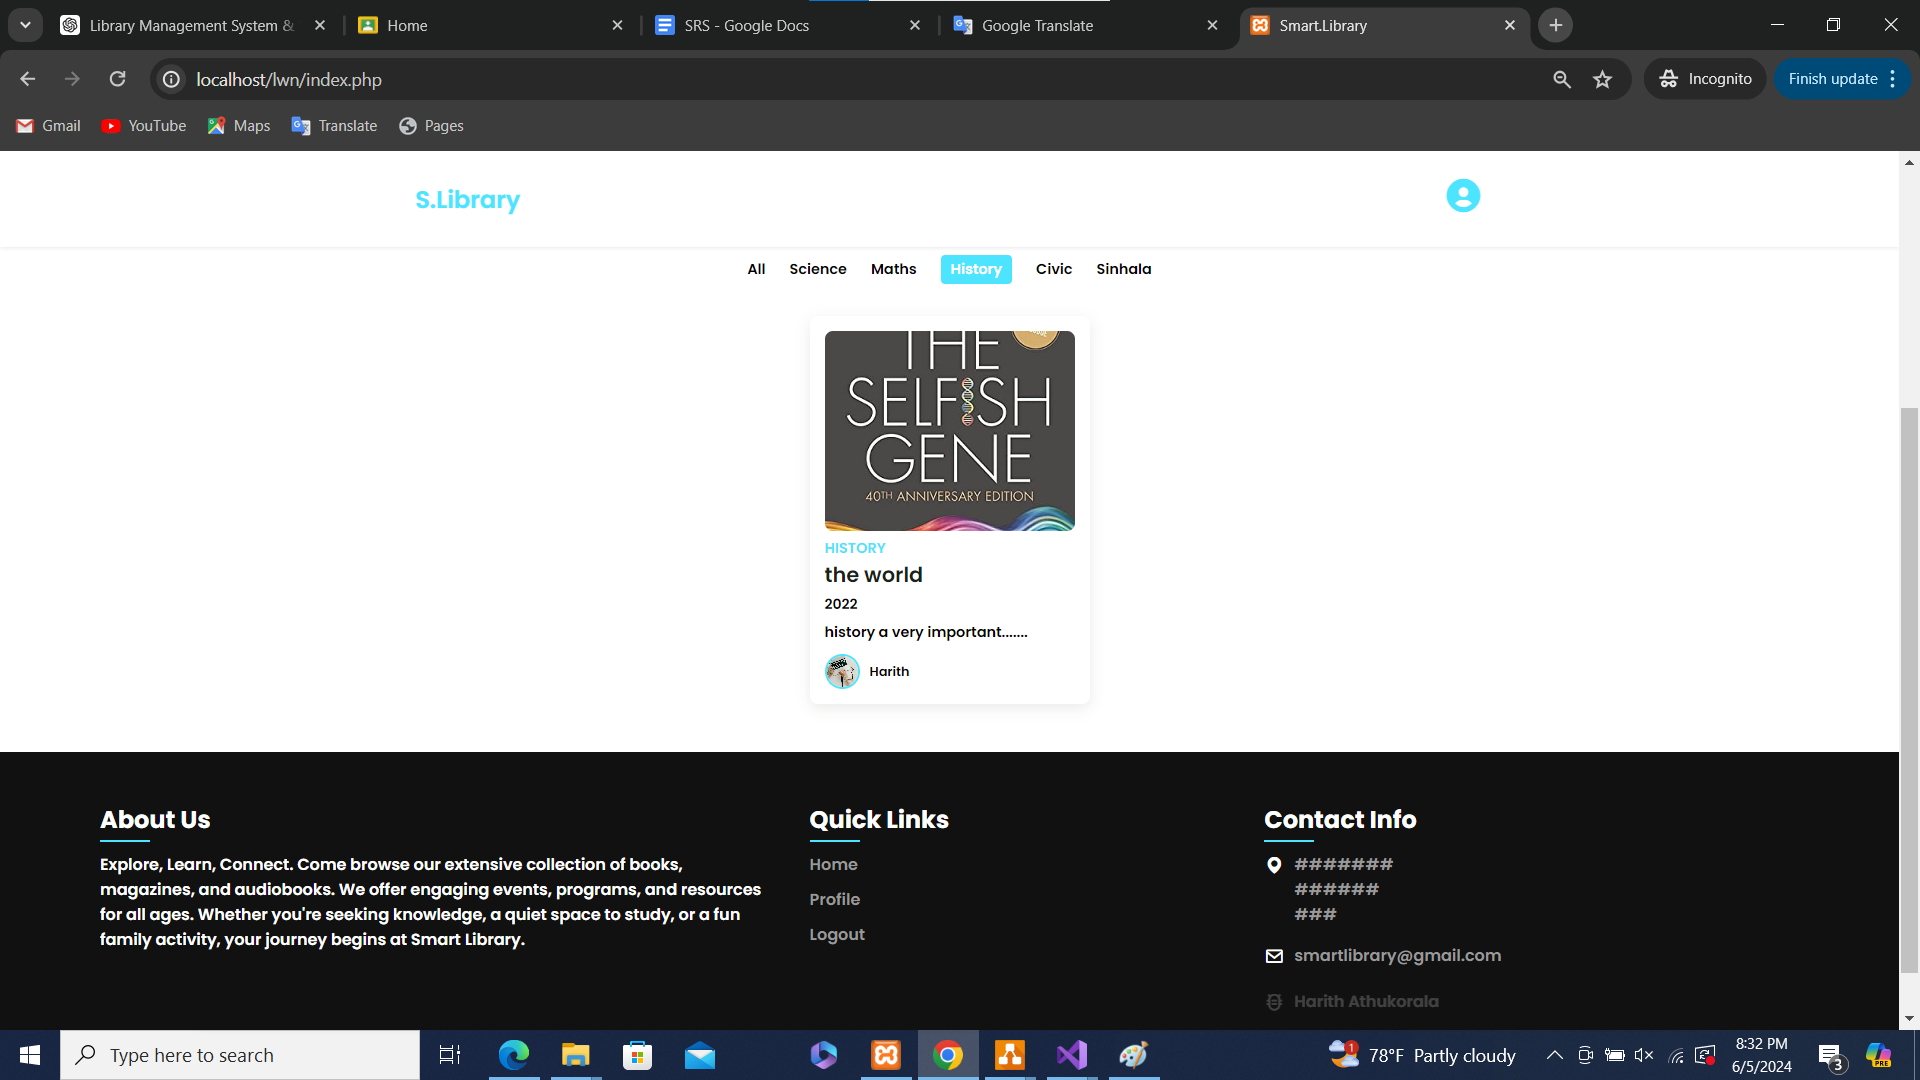 Library Management System &
Home
SRS - Google Docs
Google Translate
Smart.Library
localhost/lwn/index.php
Incognito
Finish update
Gmail
YouTube
Maps
Translate
Pages
S.Library
All
Science
Maths
History
Civic
Sinhala
THE
SELFISH
GENE
40TH ANNIVERSARY EDITION
HISTORY
the world
2022
history a very important.......
Harith
About Us
Explore, Learn, Connect. Come browse our extensive collection of books,
magazines, and audiobooks. We offer engaging events, programs, and resources
for all ages. Whether you're seeking knowledge, a quiet space to study, or a fun
family activity, your journey begins at Smart Library.
Quick Links
Home
Profile
Logout
Contact Info
#######
######
###
smartlibrary@gmail.com
Harith Athukorala
Type here to search
1
78°F Partly cloudy
8:32 PM
6/5/2024
3
PRE